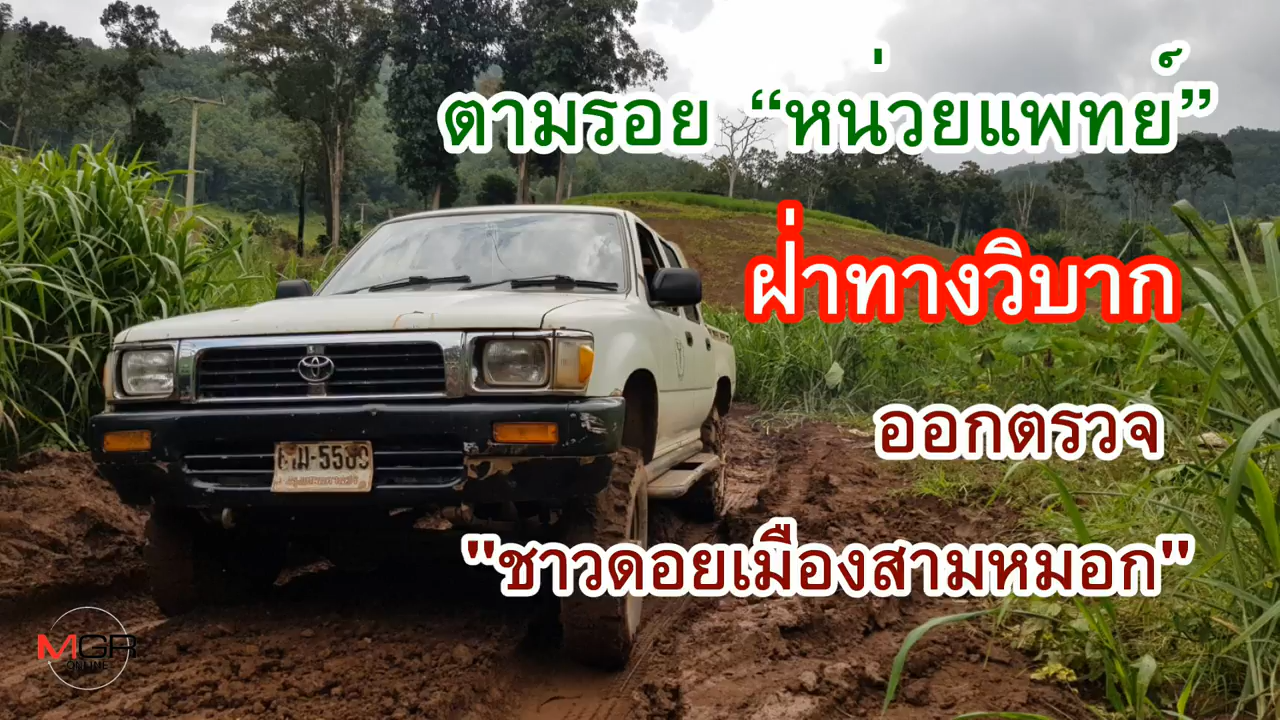 ตามรอย “หน่วยแพทย์”
ฝ่าทางวิบาก
ออกตรวจ
"ชาวดอยเมืองสามหมอก"
TOYOTA
MGR
ONLINE